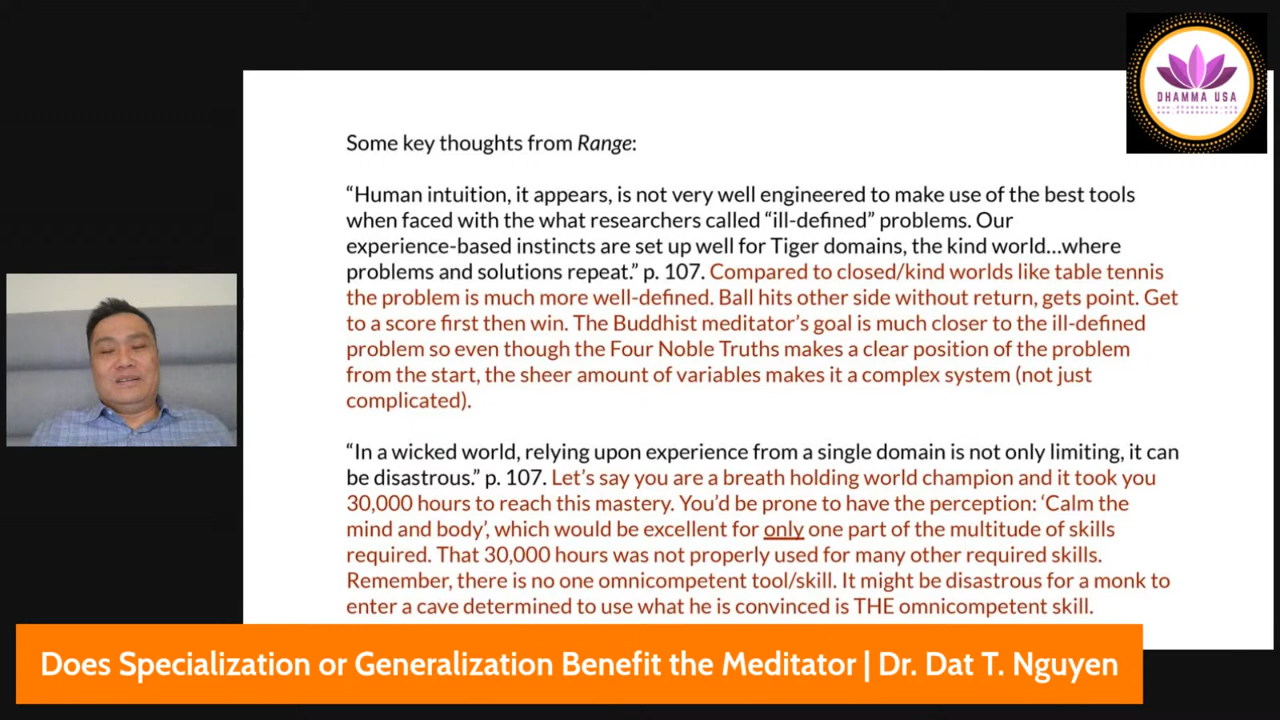 DHAMMA USA
Some key thoughts from Range:
“Human intuition, it appears, is not very well engineered to make use of the best tools
when faced with the what researchers called “ill-defined” problems. Our
experience-based instincts are set up well for Tiger domains, the kind world…where
problems and solutions repeat.” p. 107. Compared to closed/kind worlds like table tennis
the problem is much more well-defined. Ball hits other side without return, gets point. Get
to a score first then win. The Buddhist meditator’s goal is much closer to the ill-defined
problem so even though the Four Noble Truths makes a clear position of the problem
from the start, the sheer amount of variables makes it a complex system (not just
complicated).
“In a wicked world, relying upon experience from a single domain is not only limiting, it can
be disastrous.” p. 107. Let’s say you are a breath holding world champion and it took you
30,000 hours to reach this mastery. You’d be prone to have the perception: ‘Calm the
mind and body’, which would be excellent for only one part of the multitude of skills
required. That 30,000 hours was not properly used for many other required skills.
Remember, there is no one omnicompetent tool/skill. It might be disastrous for a monk to
enter a cave determined to use what he is convinced is THE omnicompetent skill.
Does Specialization or Generalization Benefit the Meditator | Dr. Dat T. Nguyen